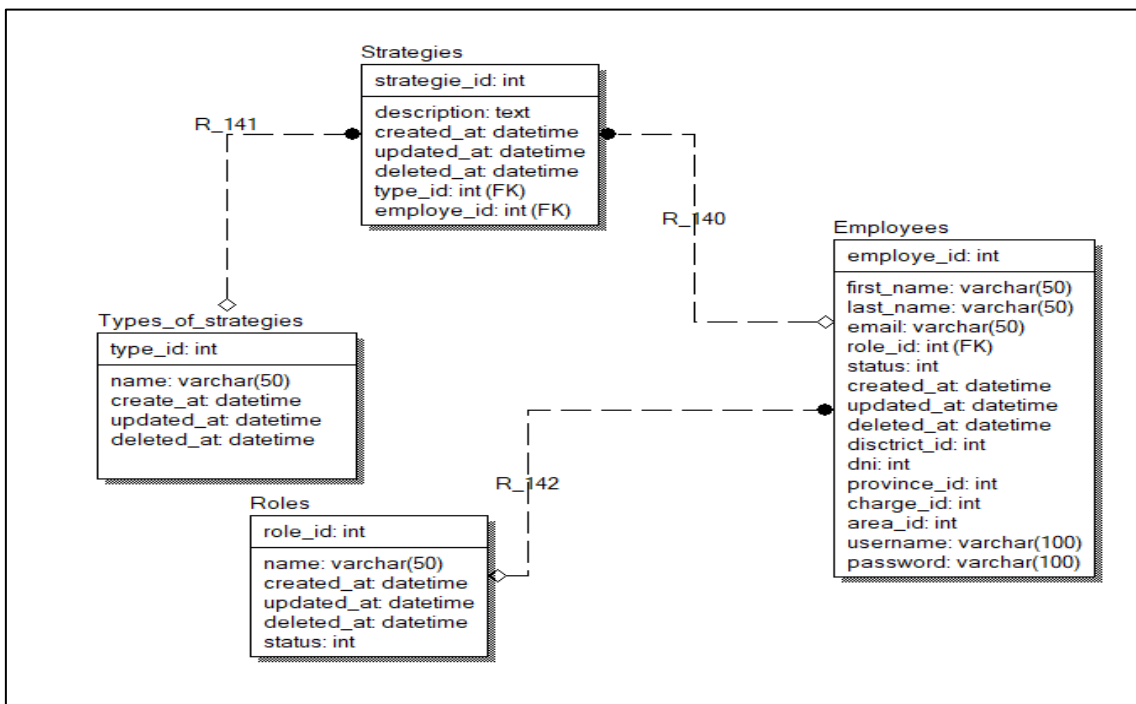 Strategies
strategie_id: int
description: text
created_at: datetime
updated_at: datetime
deleted_at: datetime
type_id: int (FK)
employe_id: int (FK)
R_141
R_140
Employees
employe_id: int
first_name: varchar(50)
last_name: varchar(50)
email: varchar(50)
role_id: int (FK)
status: int
created_at: datetime
updated_at: datetime
deleted_at: datetime
disctrict_id: int
dni: int
province_id: int
charge_id: int
area_id: int
username: varchar(100)
password: varchar(100)
Types_of_strategies
type_id: int
name: varchar(50)
create_at: datetime
updated_at: datetime
deleted_at: datetime
R_142
Roles
role_id: int
name: varchar(50)
created_at: datetime
updated_at: datetime
deleted_at: datetime
status: int